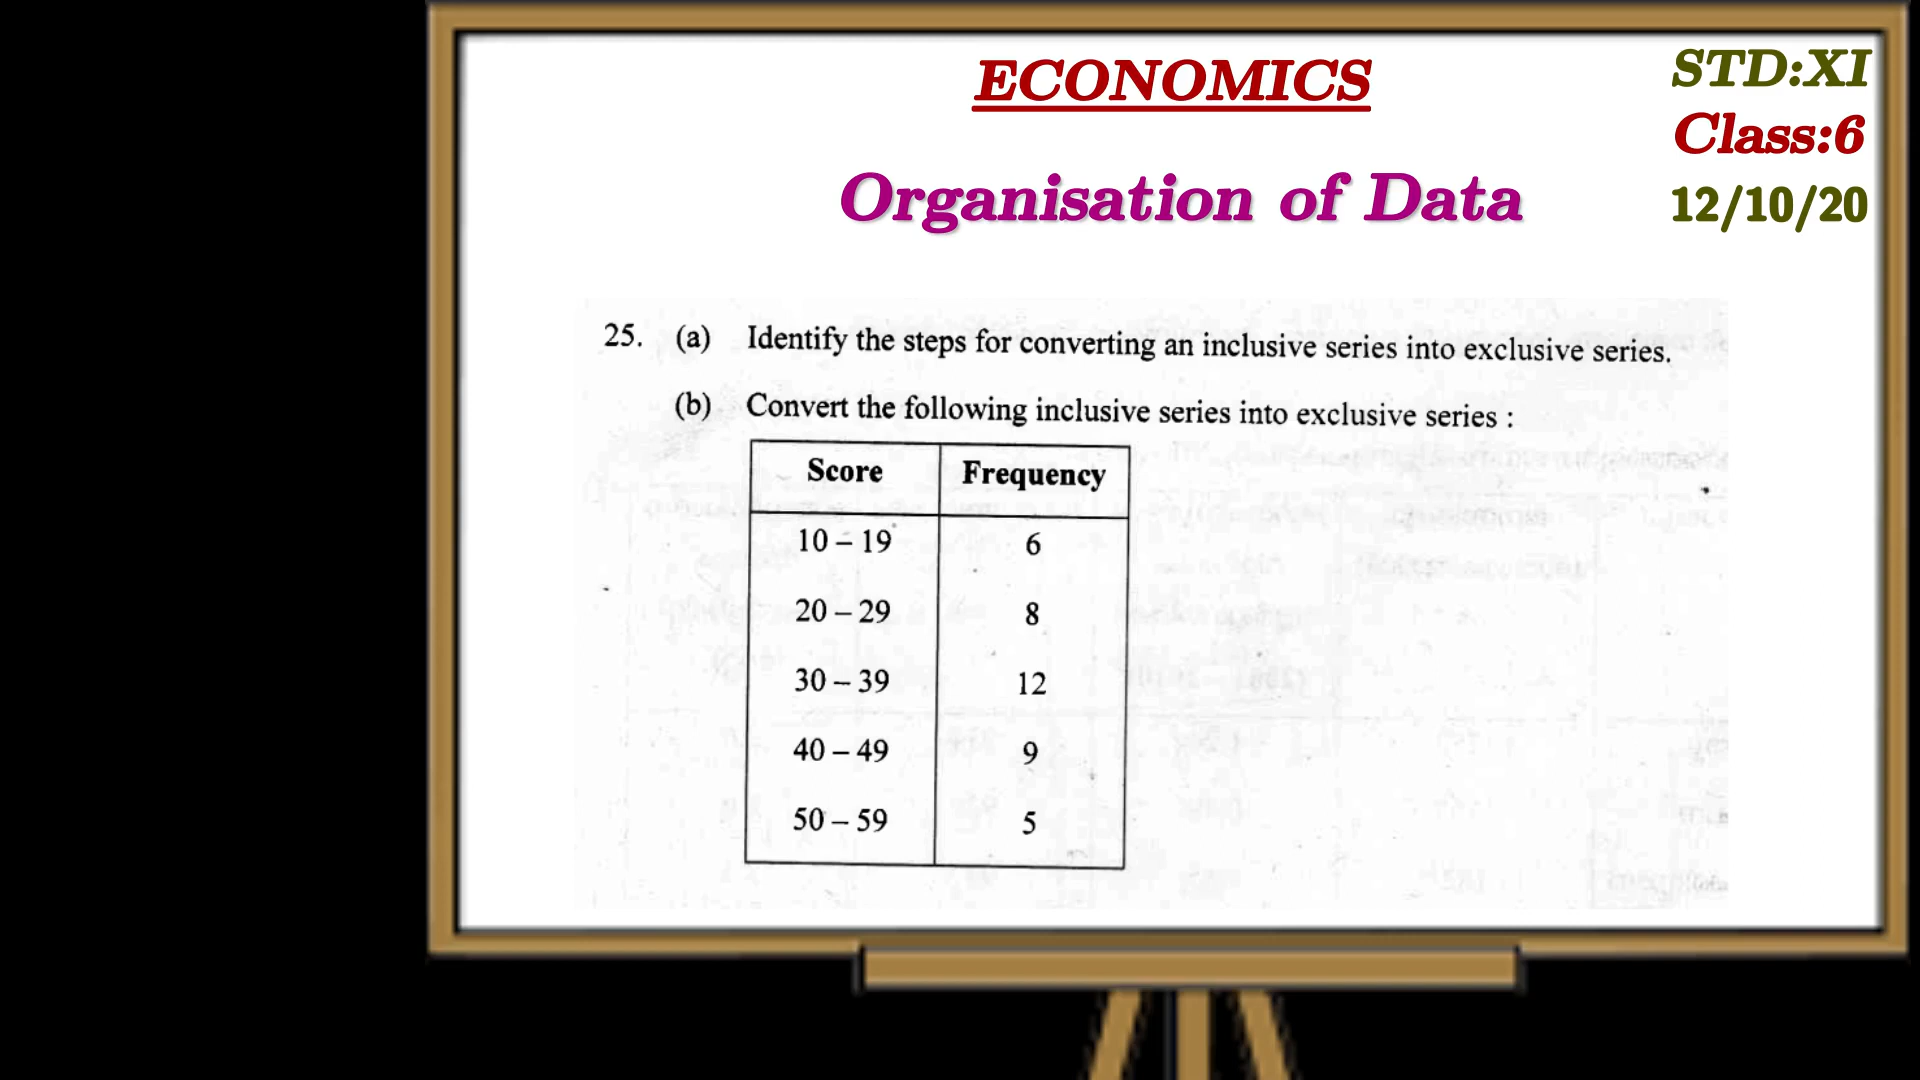 ECONOMICS
STD:XI
Class:6
12/10/20
Organisation of Data
25. (a) Identify the steps for converting an inclusive series into exclusive series.
(b) Convert the following inclusive series into exclusive series :
Score Frequency
10 – 19 6
20 – 29 8
30 – 39 12
40 – 49 9
50 – 59 5